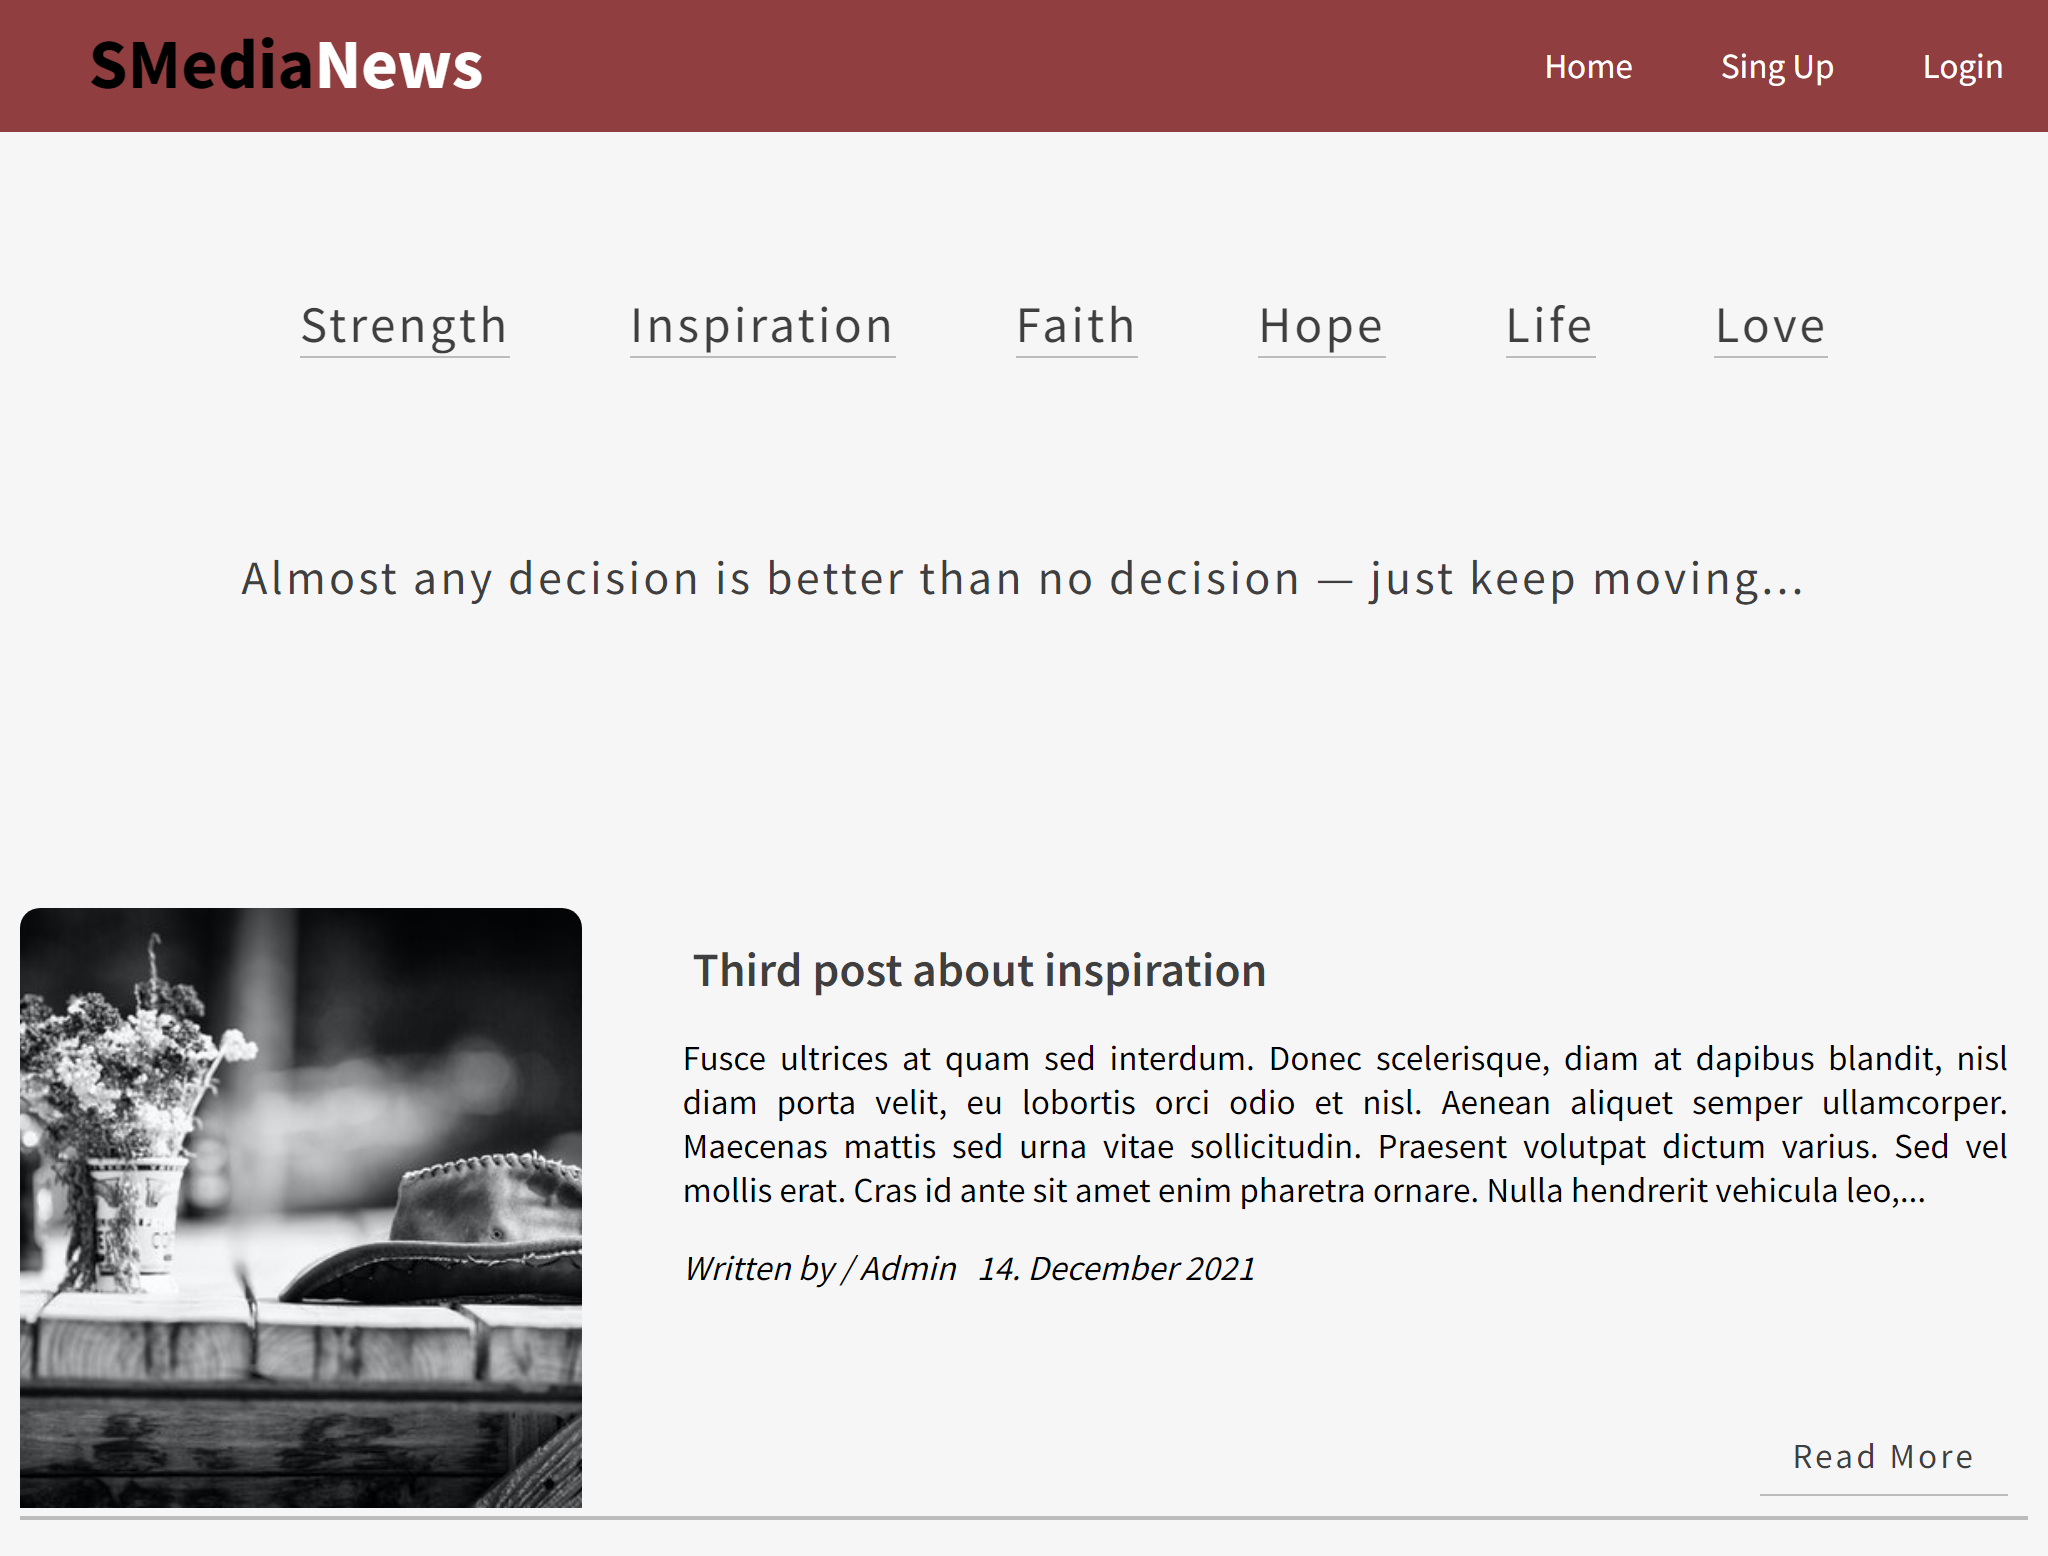 SMediaNews
Home Sing Up Login
Strength Inspiration Faith Hope Life Love
Almost any decision is better than no decision — just keep moving...
Third post about inspiration
Fusce ultrices at quam sed interdum. Donec scelerisque, diam at dapibus blandit, nisl
diam porta velit, eu lobortis orci odio et nisl. Aenean aliquet semper ullamcorper.
Maecenas mattis sed urna vitae sollicitudin. Praesent volutpat dictum varius. Sed vel
mollis erat. Cras id ante sit amet enim pharetra ornare. Nulla hendrerit vehicula leo,...
Written by / Admin 14. December 2021
Read More